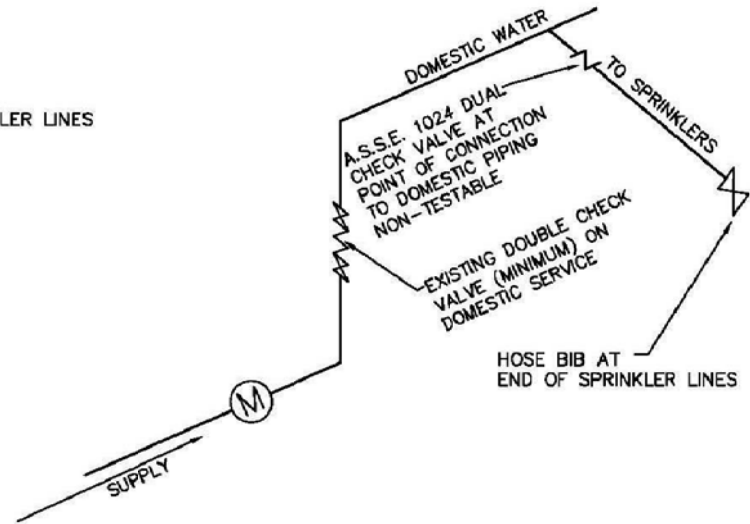 DOMESTIC WATER
LER LINES
TO SPRINKLERS
A.S.S.E. 1024 DUAL
CHECK VALVE AT
POINT OF CONNECTION
TO DOMESTIC PIPING
NON-TESTABLE
EXISTING DOUBLE CHECK
VALVE (MINIMUM) ON
DOMESTIC SERVICE
HOSE BIB AT
END OF SPRINKLER LINES
M
SUPPLY